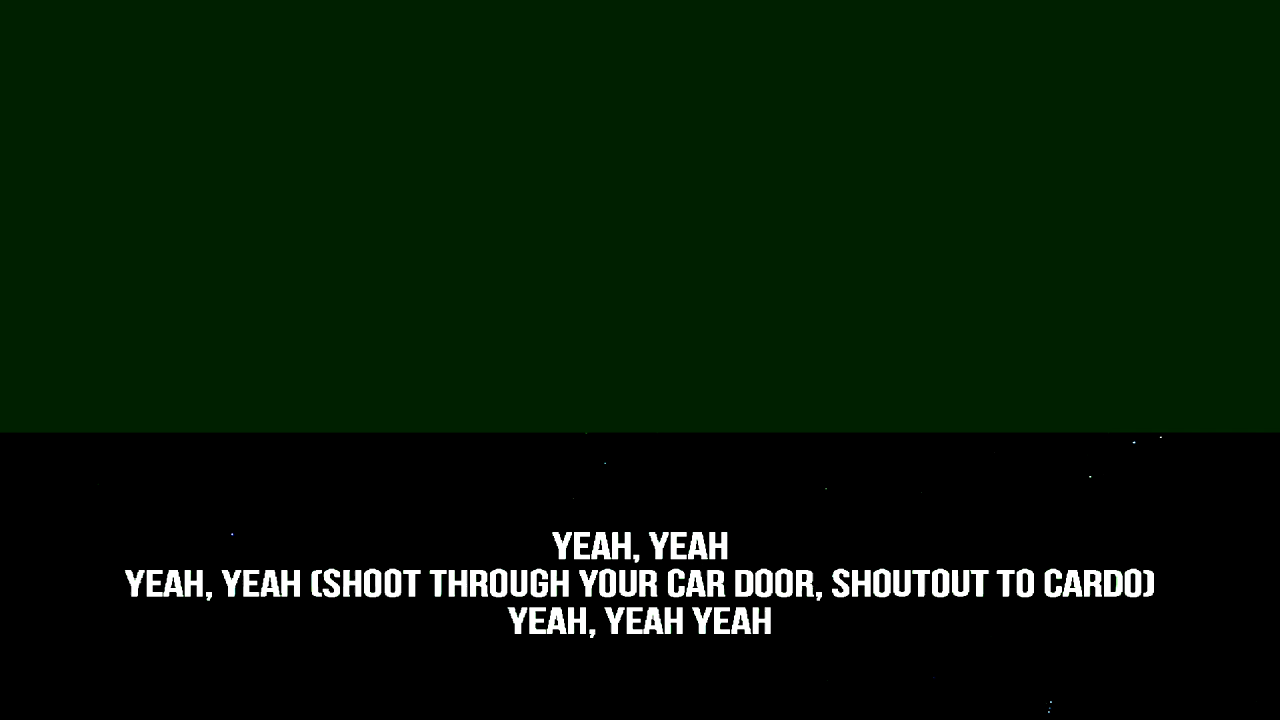 YEAH, YEAH
YEAH, YEAH (SHOOT THROUGH YOUR CAR DOOR, SHOUTOUT TO CARDO)
YEAH, YEAH YEAH